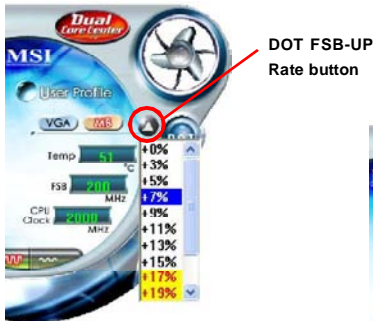 Dual
Core Center
MSI
User Profile
VGA
MB
DOT FSB-UP
Rate button
Temp 51 °C
FSB 200 MHz
CPU Clock 2000 MHz
+0%
+3%
+5%
+7%
+9%
+11%
+13%
+15%
+17%
+19%